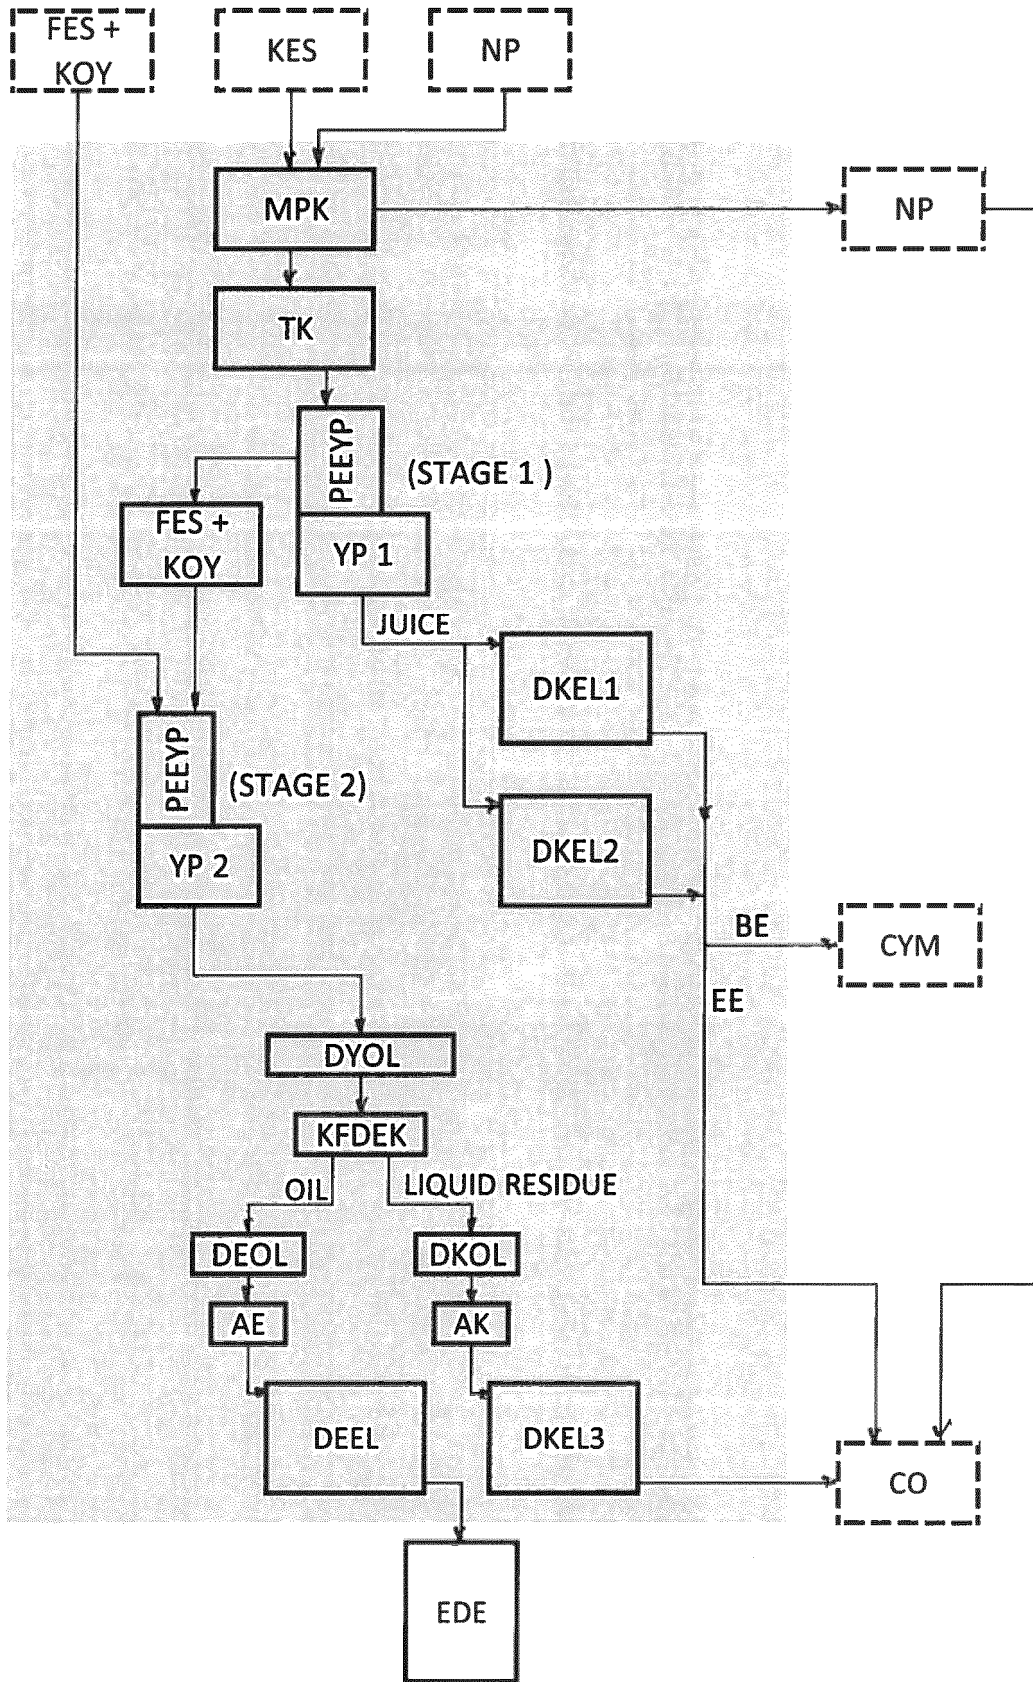 FES +
KOY
KES
NP
MPK
NP
TK
PEEYP
(STAGE 1 )
FES +
KOY
YP 1
JUICE
DKEL1
PEEYP
(STAGE 2)
DKEL2
YP 2
BE
CYM
EE
DYOL
KFDEK
OIL
LIQUID RESIDUE
DEOL
DKOL
AE
AK
DEEL
DKEL3
CO
EDE